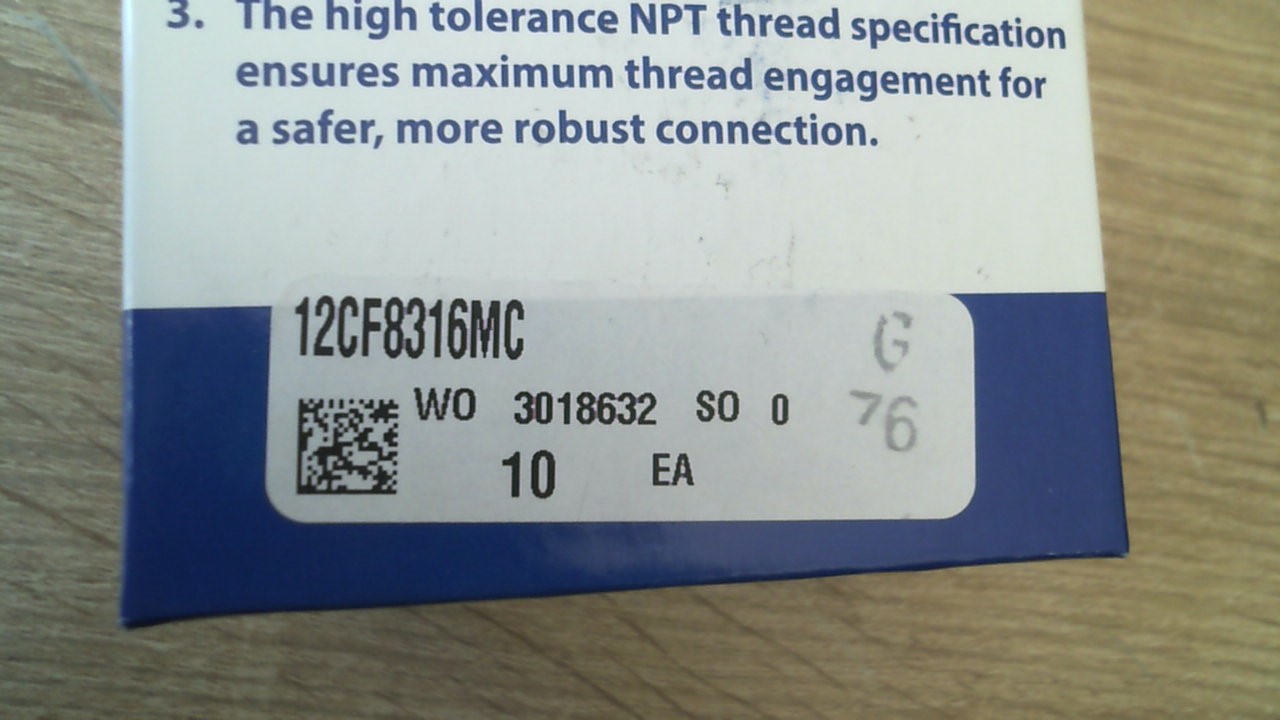 3. The high tolerance NPT thread specification
ensures maximum thread engagement for
a safer, more robust connection.
12CF8316MC
G
WO 3018632 SO 0
76
10 EA